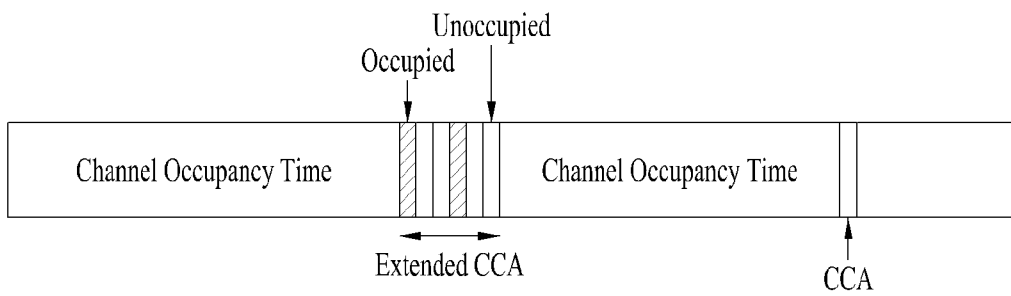 Unoccupied
Occupied
Channel Occupancy Time
Channel Occupancy Time
Extended CCA
CCA